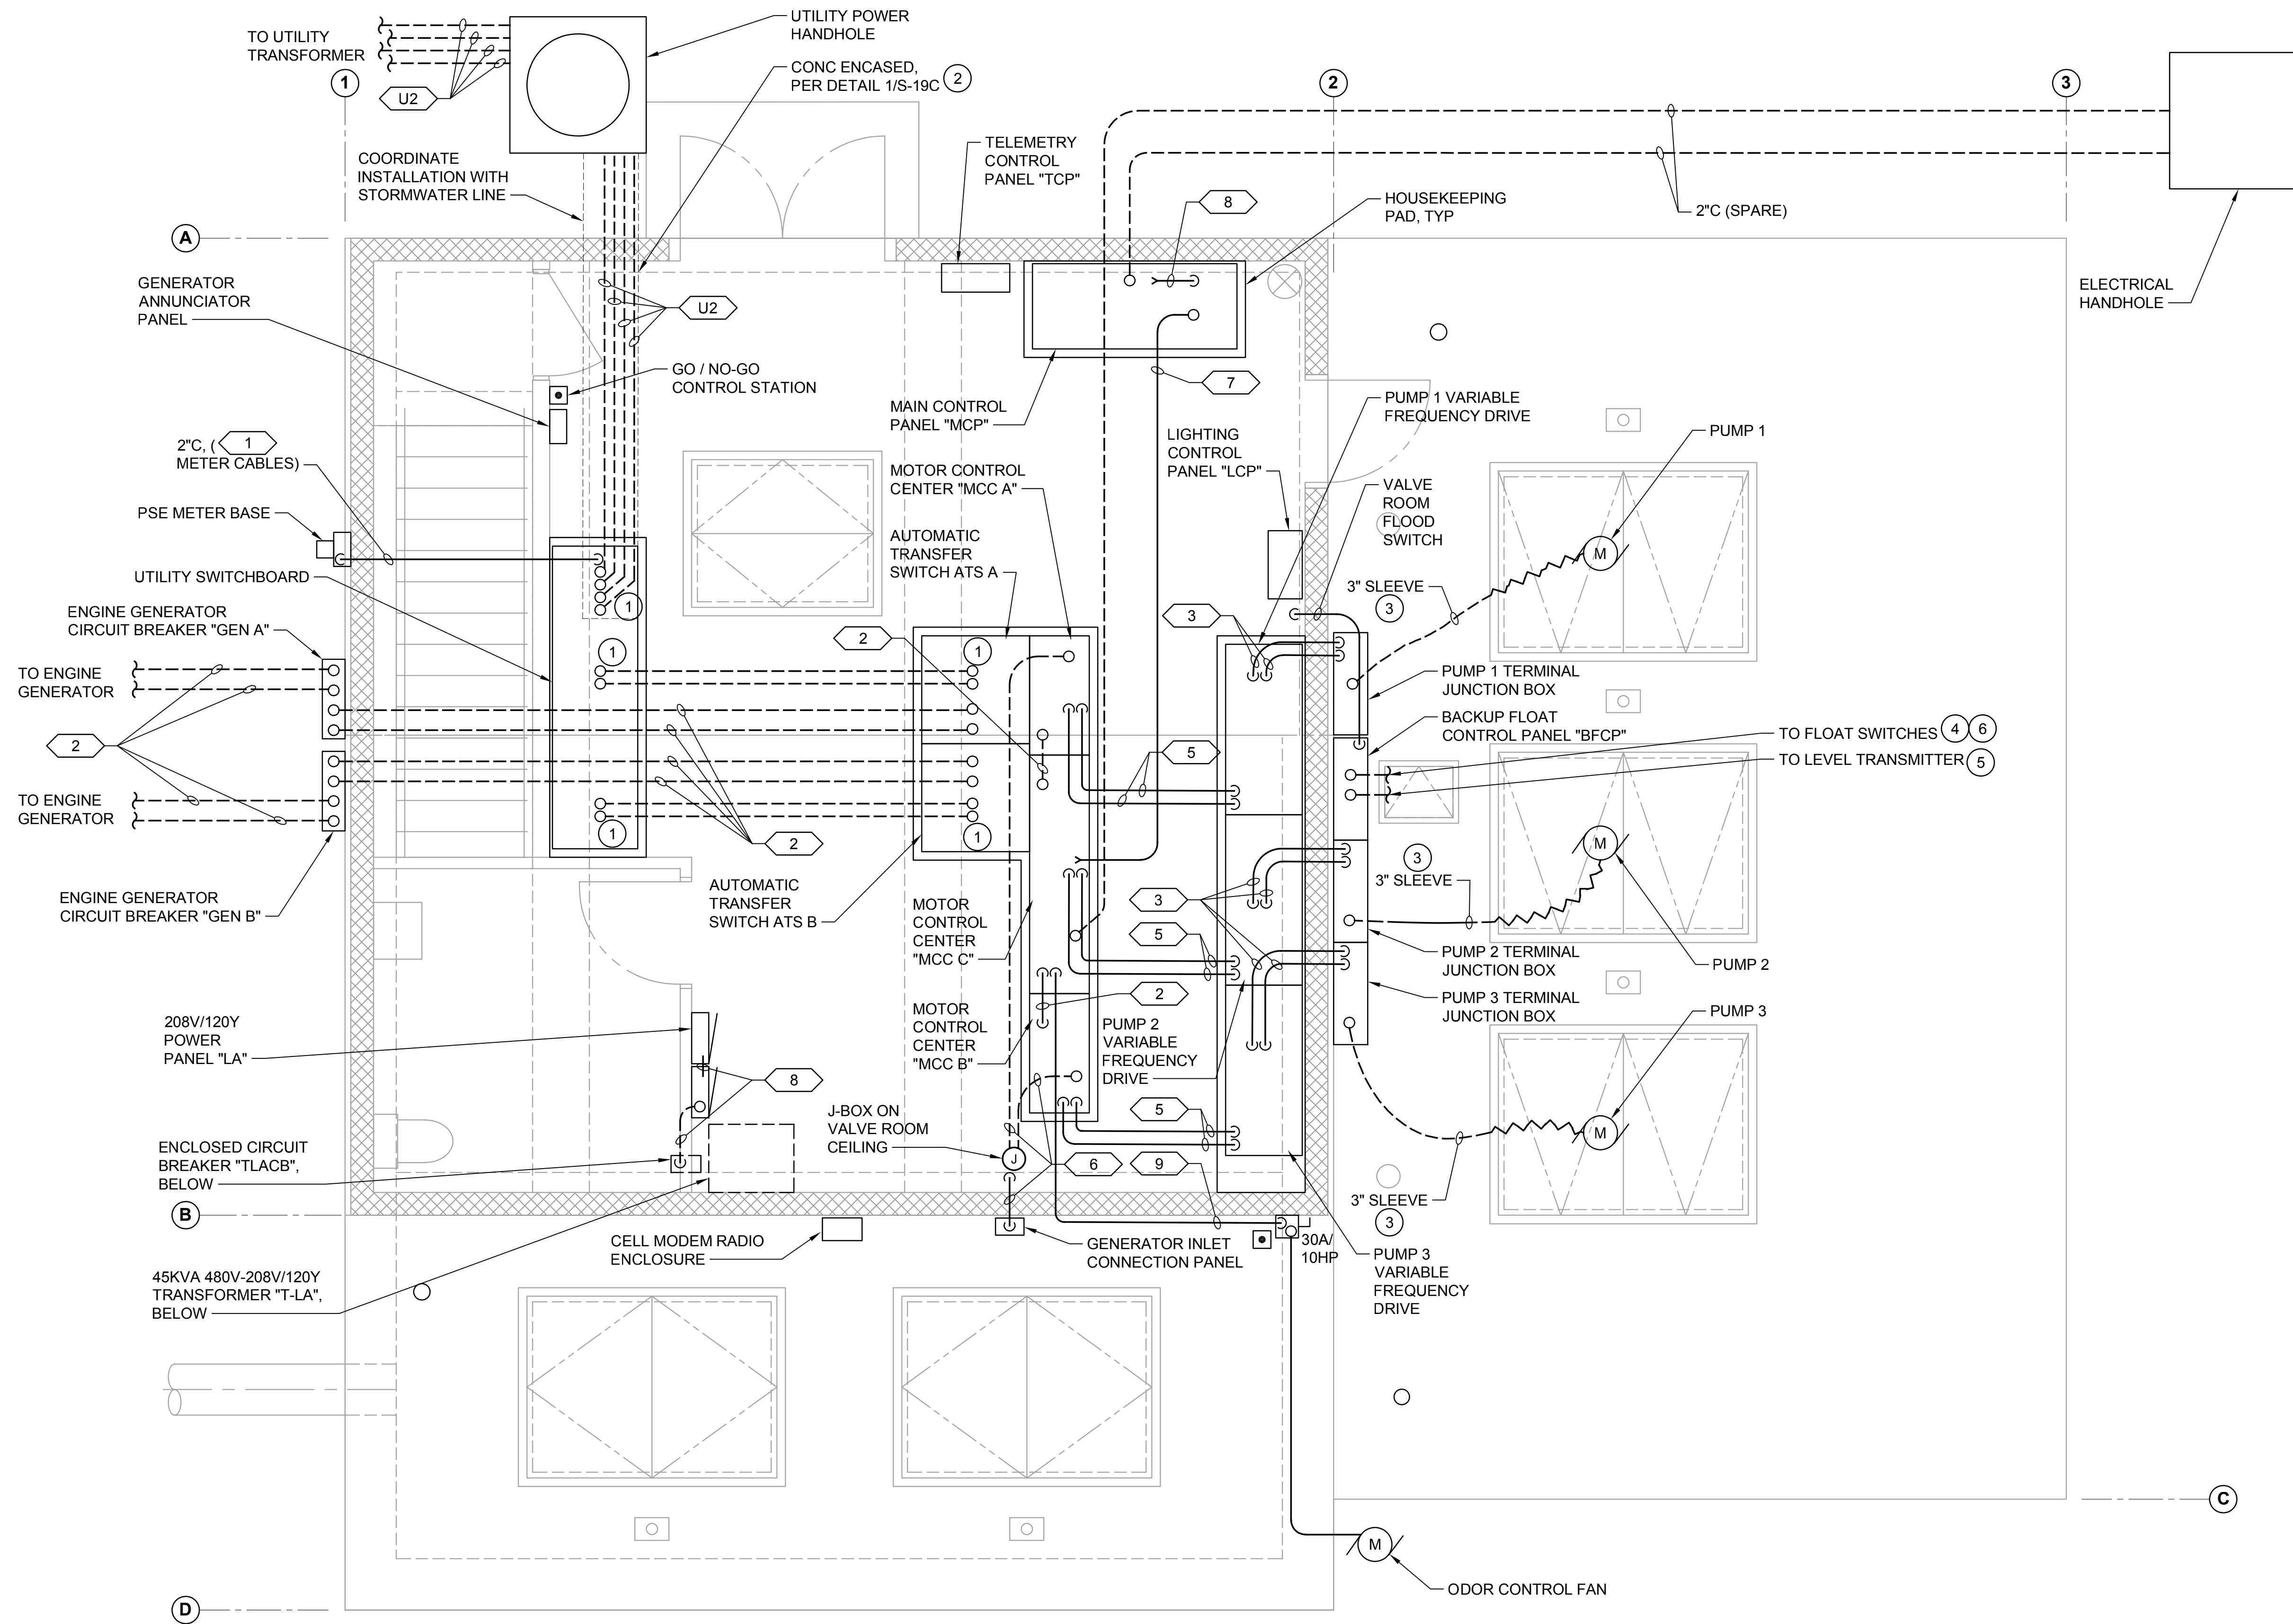 TO UTILITY
TRANSFORMER
U2
1
UTILITY POWER
HANDHOLE
CONC ENCASED,
PER DETAIL 1/S-19C
2
2
3
COORDINATE
INSTALLATION WITH
STORMWATER LINE
TELEMETRY
CONTROL
PANEL "TCP"
8
HOUSEKEEPING
PAD, TYP
2"C (SPARE)
ELECTRICAL
HANDHOLE
A
GENERATOR
ANNUNCIATOR
PANEL
U2
GO / NO-GO
CONTROL STATION
7
MAIN CONTROL
PANEL "MCP"
PUMP 1 VARIABLE
FREQUENCY DRIVE
LIGHTING
CONTROL
PANEL "LCP"
PUMP 1
2"C, ( 1
METER CABLES)
MOTOR CONTROL
CENTER "MCC A"
VALVE
ROOM
FLOOD
SWITCH
PSE METER BASE
AUTOMATIC
TRANSFER
SWITCH ATS A
M
UTILITY SWITCHBOARD
3" SLEEVE
3
1
3
ENGINE GENERATOR
CIRCUIT BREAKER "GEN A"
2
1
1
TO ENGINE
GENERATOR
PUMP 1 TERMINAL
JUNCTION BOX
BACKUP FLOAT
CONTROL PANEL "BFCP"
TO FLOAT SWITCHES
4
6
TO LEVEL TRANSMITTER
5
2
5
TO ENGINE
GENERATOR
1
1
2
M
3
3" SLEEVE
ENGINE GENERATOR
CIRCUIT BREAKER "GEN B"
AUTOMATIC
TRANSFER
SWITCH ATS B
MOTOR
CONTROL
CENTER
"MCC C"
3
5
PUMP 2 TERMINAL
JUNCTION BOX
PUMP 2
2
PUMP 3 TERMINAL
JUNCTION BOX
PUMP 3
208V/120Y
POWER
PANEL "LA"
MOTOR
CONTROL
CENTER
"MCC B"
PUMP 2
VARIABLE
FREQUENCY
DRIVE
8
5
J-BOX ON
VALVE ROOM
CEILING
M
ENCLOSED CIRCUIT
BREAKER "TLACB",
BELOW
J
6
9
3" SLEEVE
3
B
CELL MODEM RADIO
ENCLOSURE
GENERATOR INLET
CONNECTION PANEL
30A/
10HP
PUMP 3
VARIABLE
FREQUENCY
DRIVE
45KVA 480V-208V/120Y
TRANSFORMER "T-LA",
BELOW
C
M
ODOR CONTROL FAN
D